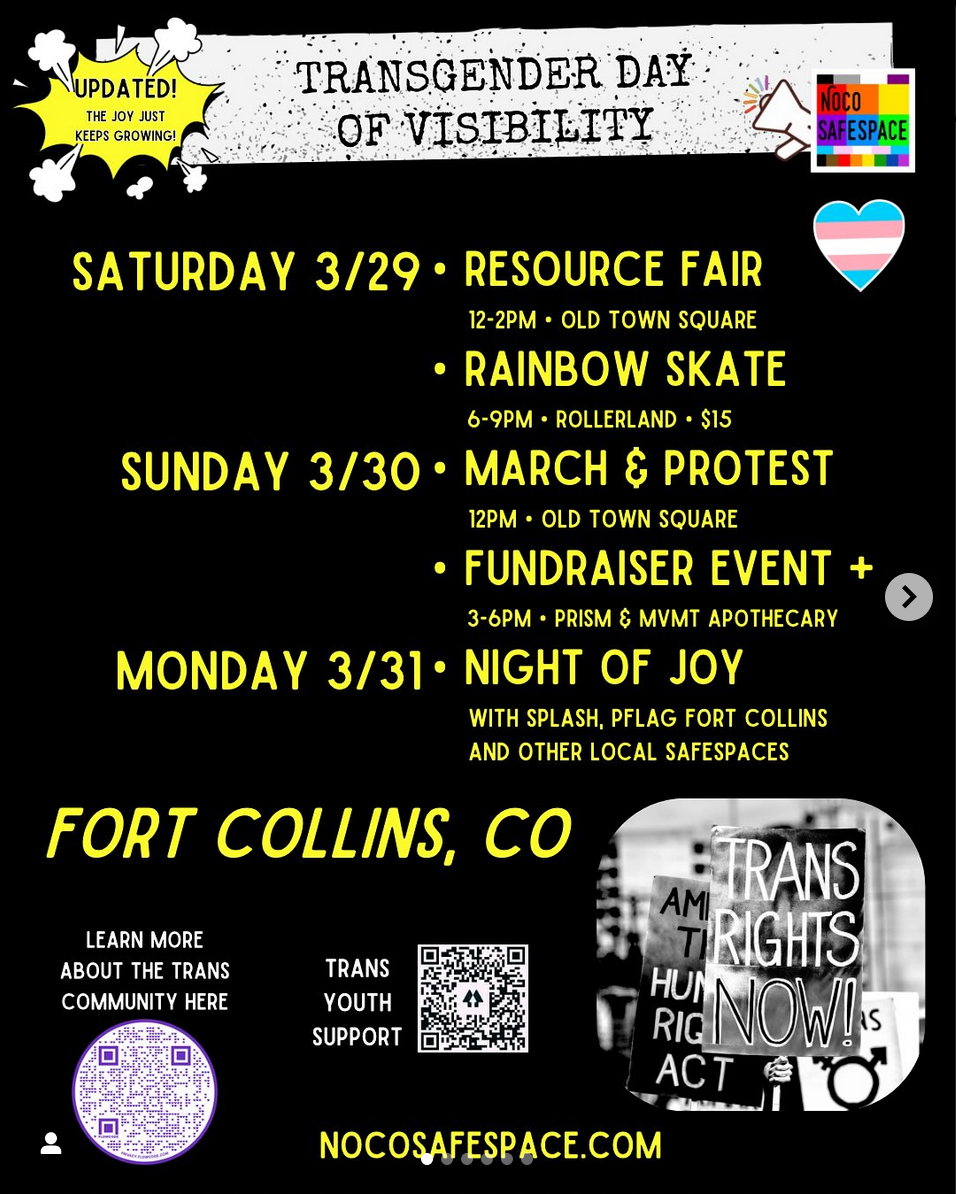 UPDATED!
THE JOY JUST
KEEPS GROWING!
TRANSGENDER DAY
OF VISIBILITY
NOCO
SAFESPACE
SATURDAY 3/29 • RESOURCE FAIR
12-2PM • OLD TOWN SQUARE
• RAINBOW SKATE
6-9PM • ROLLERLAND • $15
SUNDAY 3/30 • MARCH & PROTEST
12PM • OLD TOWN SQUARE
• FUNDRAISER EVENT +
3-6PM • PRISM & MVMT APOTHECARY
MONDAY 3/31 • NIGHT OF JOY
WITH SPLASH, PFLAG FORT COLLINS
AND OTHER LOCAL SAFESPACES
FORT COLLINS, CO
LEARN MORE
ABOUT THE TRANS
COMMUNITY HERE
TRANS
YOUTH
SUPPORT
TRANS
RIGHTS
NOW!
RIG
ACT
NOCOSAFESPACE.COM